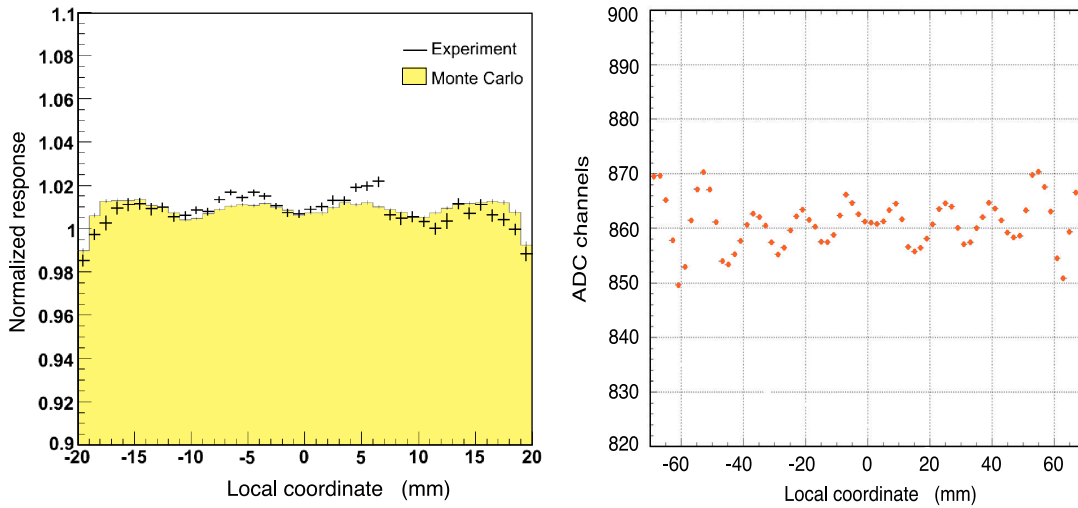 1.1
1.08
1.06
1.04
1.02
1
0.98
0.96
0.94
0.92
0.9
Normalized response
Experiment
Monte Carlo
-20 -15 -10 -5 0 5 10 15 20
Local coordinate (mm)
900
890
880
870
860
850
840
830
820
ADC channels
-60 -40 -20 0 20 40 60
Local coordinate (mm)